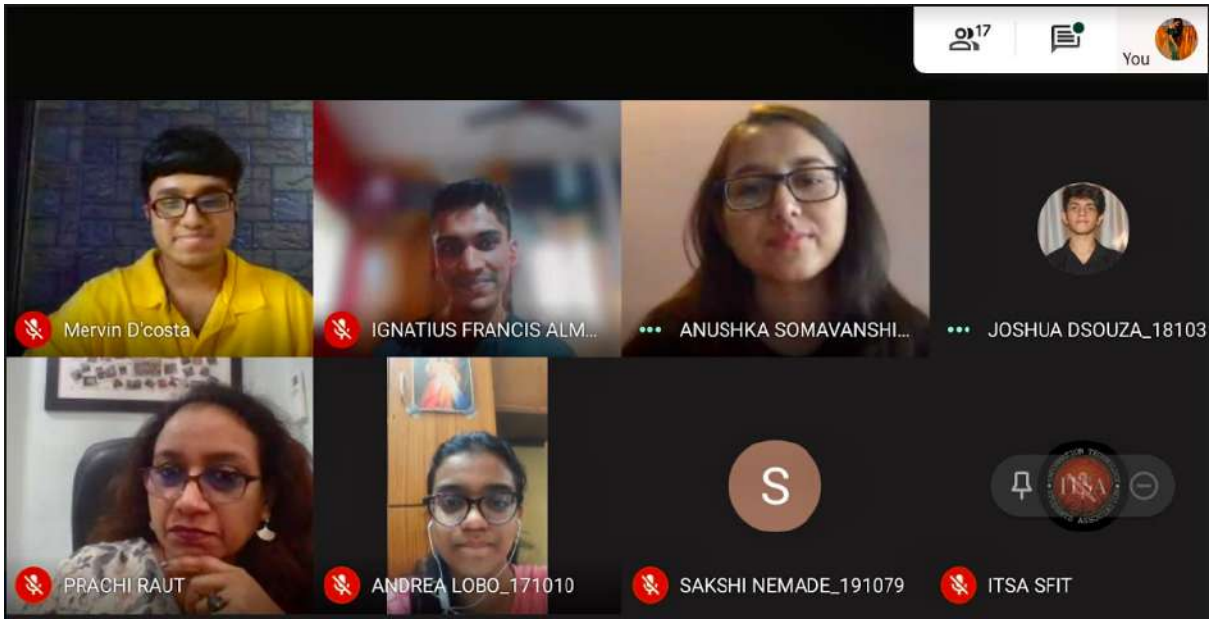 17
You
Mervin D'costa
IGNATIUS FRANCIS ALM...
ANUSHKA SOMAVANSHI...
JOSHUA DSOUZA_18103
PRACHI RAUT
ANDREA LOBO_171010
S
SAKSHI NEMADE_191079
ITSA
ITSA SFIT